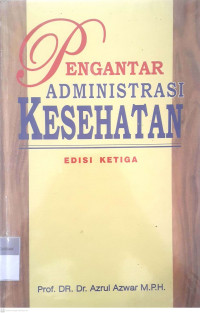 PENGANTAR
ADMINISTRASI
KESEHATAN
EDISI KETIGA
Prof. DR. Dr. Azrul Azwar M.P.H.